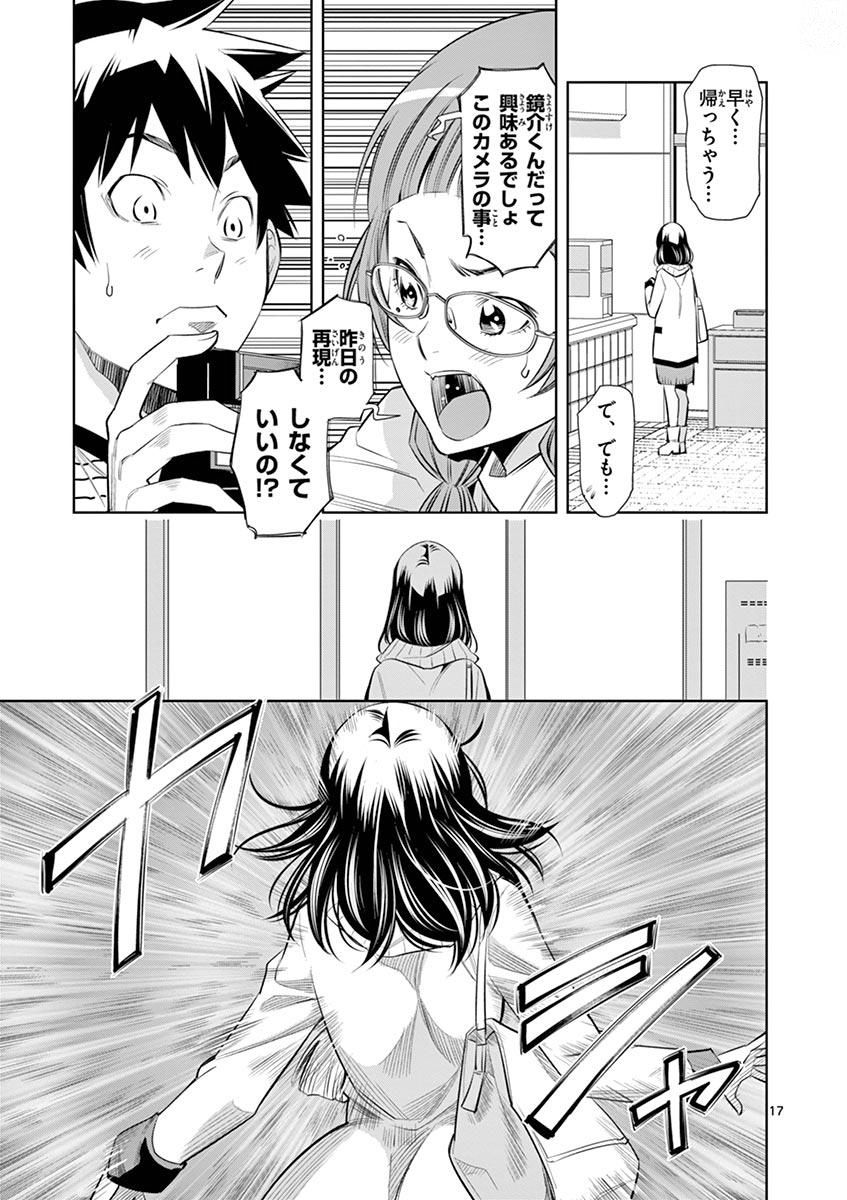 早く…
帰っちゃう…
で、でも…
鏡介くんだって
興味あるでしょ
このカメラの事…
昨日の
再現…
しなくて
いいの!?
カシャ
17